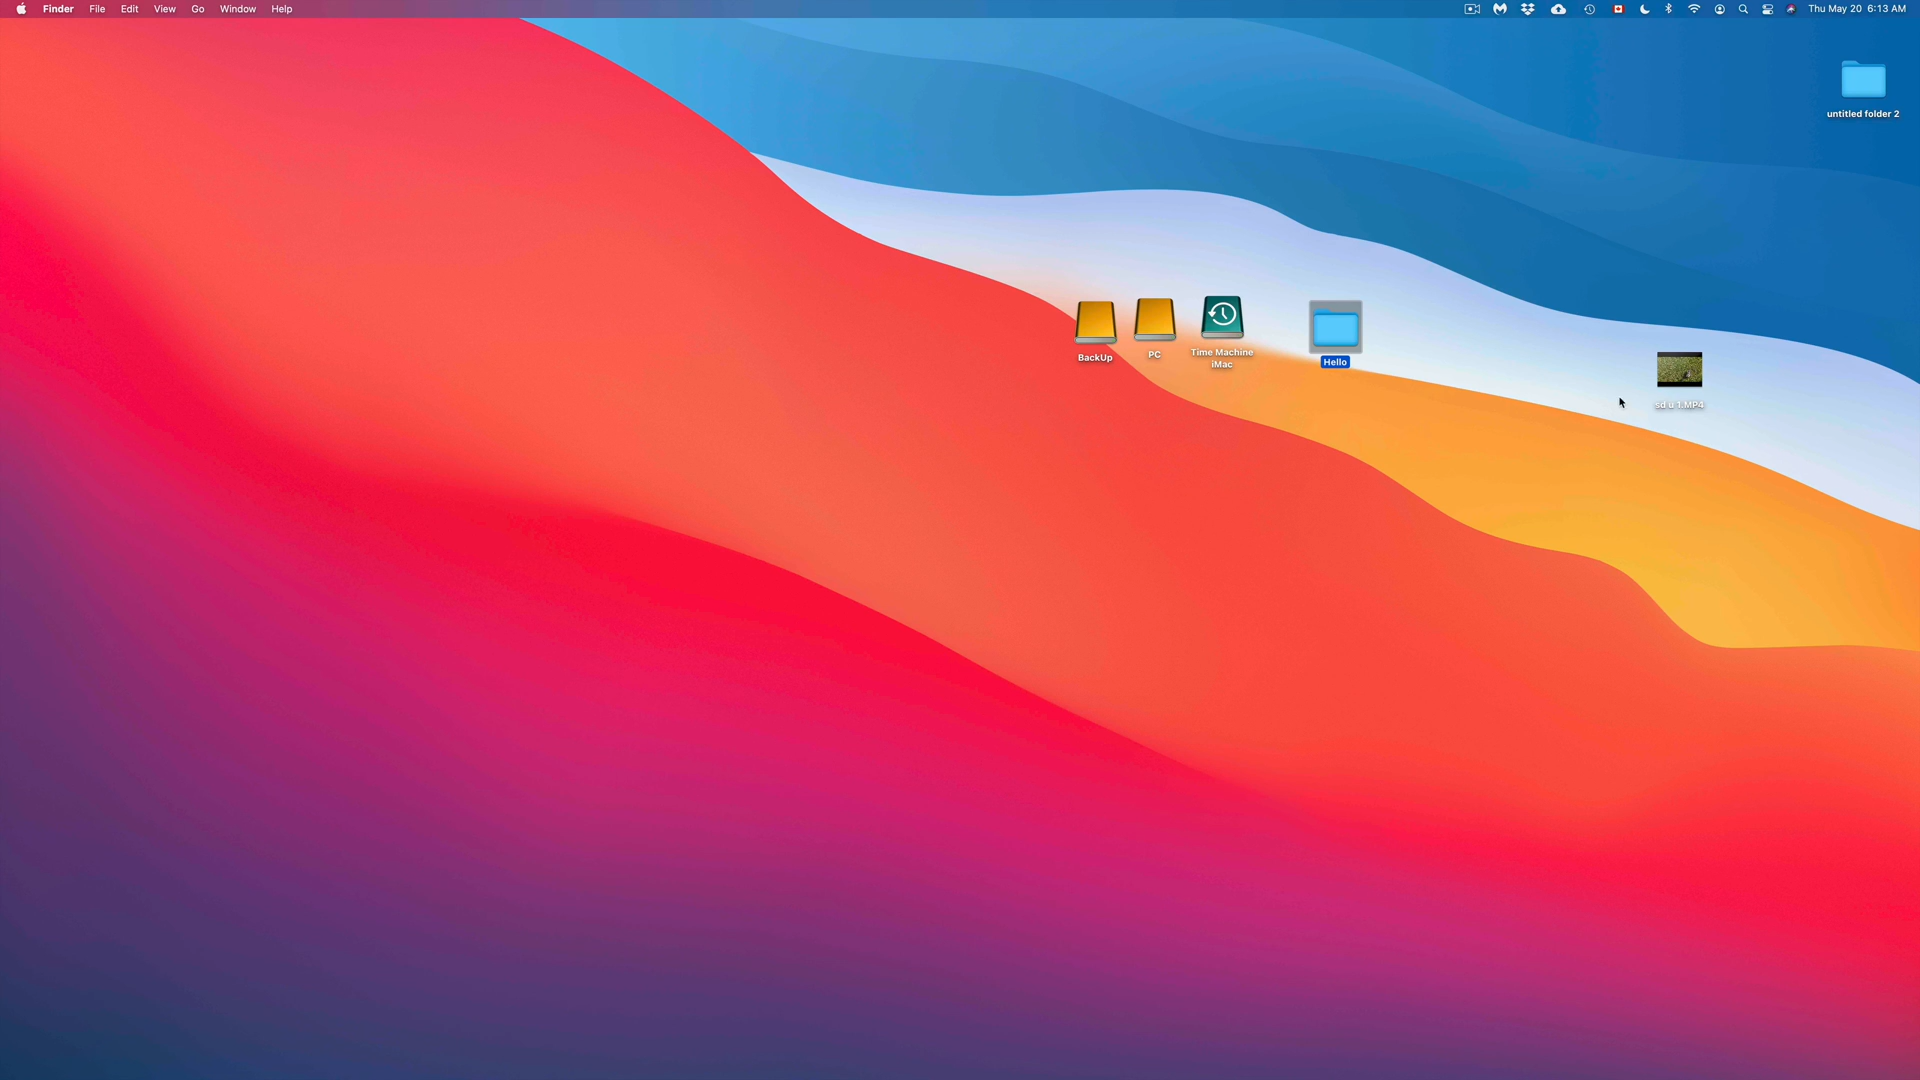 Finder File Edit View Go Window Help Thu May 20 6:13 AM
untitled folder 2
BackUp
PC
Time Machine
iMac
Hello
sd u 1.MP4